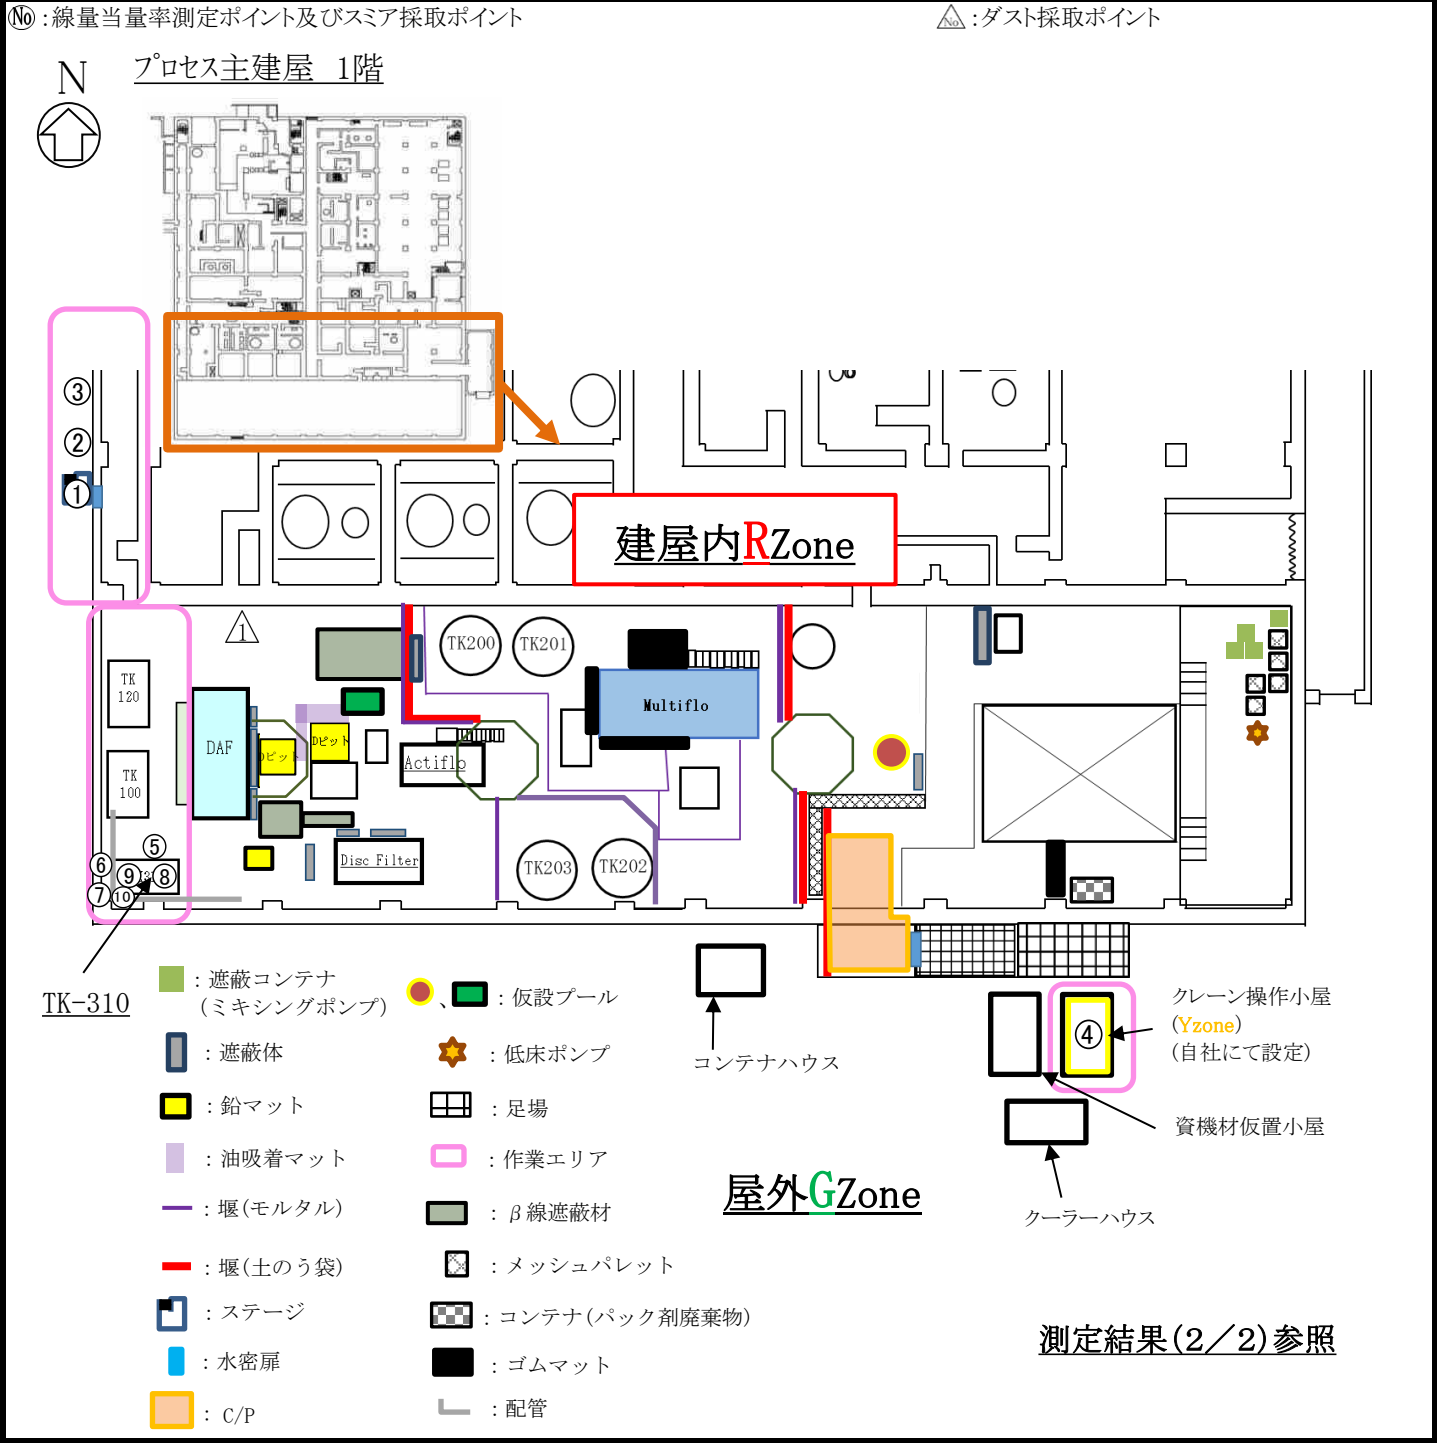 №:線量当量率測定ポイント及びスミア採取ポイント
No:ダスト採取ポイント
N
プロセス主建屋 1階
③
②
①
建屋内RZone
1
TK200
TK201
TK
120
Multiflo
DAF
Dピット
Dピット
Actiflo
TK
100
⑤
⑥
⑨
⑧
⑦
⑩
Disc Filter
TK203
TK202
TK-310
:遮蔽コンテナ
(ミキシングポンプ)
、
:仮設プール
:遮蔽体
:低床ポンプ
:鉛マット
:足場
:油吸着マット
:作業エリア
:堰(モルタル)
:β線遮蔽材
:堰(土のう袋)
:メッシュパレット
:ステージ
:コンテナ(パック剤廃棄物)
:水密扉
:ゴムマット
:C/P
:配管
コンテナハウス
④
クレーン操作小屋
(Yzone)
(自社にて設定)
資機材仮置小屋
クーラーハウス
屋外GZone
測定結果(2/2)参照